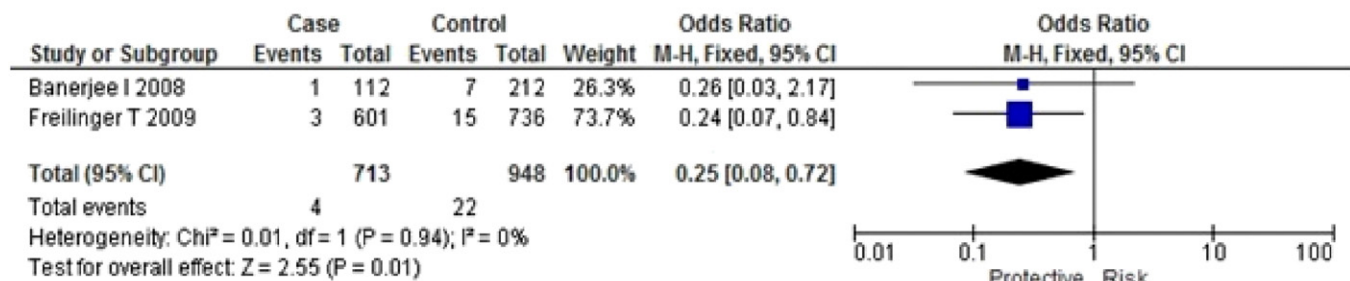 Case Control Odds Ratio Odds Ratio
Study or Subgroup Events Total Events Total Weight M-H, Fixed, 95% CI M-H, Fixed, 95% CI
Banerjee I 2008 1 112 7 212 26.3% 0.26 [0.03, 2.17]
Freilinger T 2009 3 601 15 736 73.7% 0.24 [0.07, 0.84]
Total (95% CI) 713 948 100.0% 0.25 [0.08, 0.72]
Total events 4 22
Heterogeneity: Chi² = 0.01, df = 1 (P = 0.94); I² = 0%
Test for overall effect: Z = 2.55 (P = 0.01)
0.01 0.1 1 10 100
Protective Risk